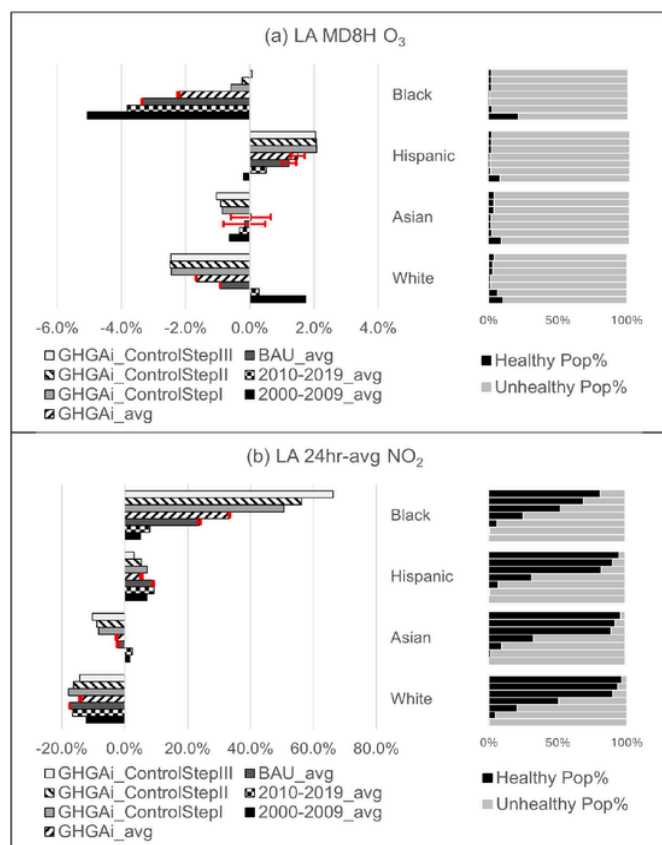 (a) LA MD8H O₃
Black
Hispanic
Asian
White
-6.0% -4.0% -2.0% 0.0% 2.0% 4.0%
0% 50% 100%
GHGAi_ControlStepIII BAU_avg
GHGAi_ControlStepII 2010-2019_avg
GHGAi_ControlStepI 2000-2009_avg
GHGAi_avg
Healthy Pop%
Unhealthy Pop%
(b) LA 24hr-avg NO₂
Black
Hispanic
Asian
White
-20.0% 0.0% 20.0% 40.0% 60.0% 80.0%
0% 50% 100%
GHGAi_ControlStepIII BAU_avg
GHGAi_ControlStepII 2010-2019_avg
GHGAi_ControlStepI 2000-2009_avg
GHGAi_avg
Healthy Pop%
Unhealthy Pop%